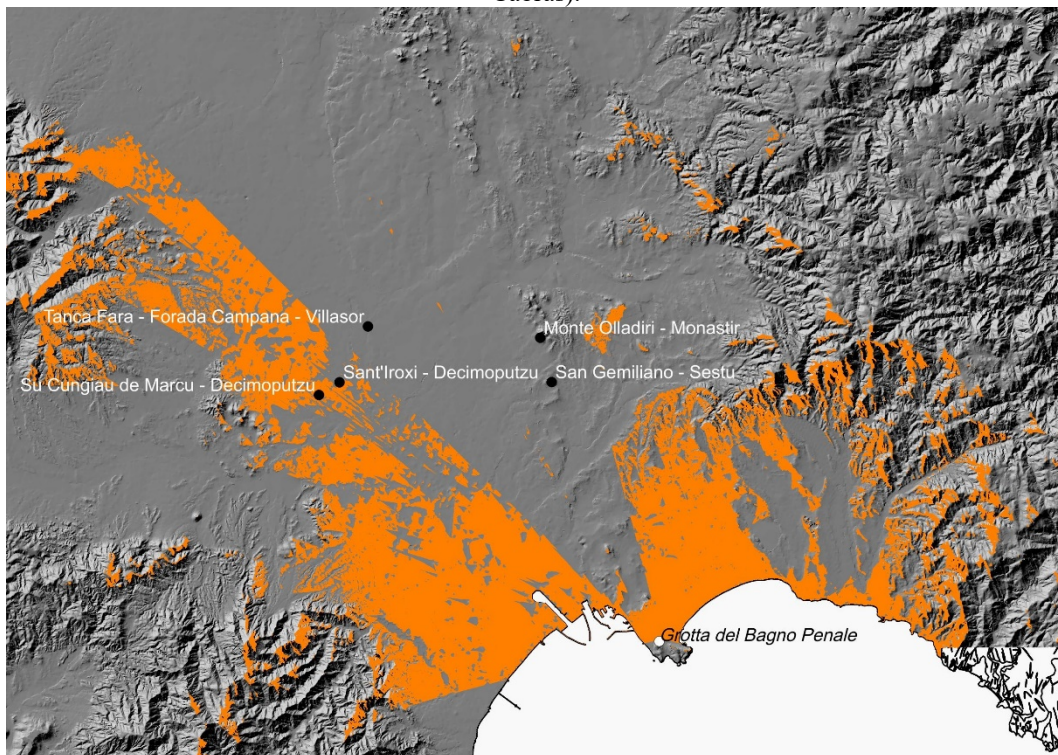 Saccas).
Tanca Fara - Forada Campana - Villasor
Monte Olladiri - Monastir
Sant'Iroxi - Decimoputzu
San Gemiliano - Sestu
Su Cungiau de Marcu - Decimoputzu
Grotta del Bagno Penale